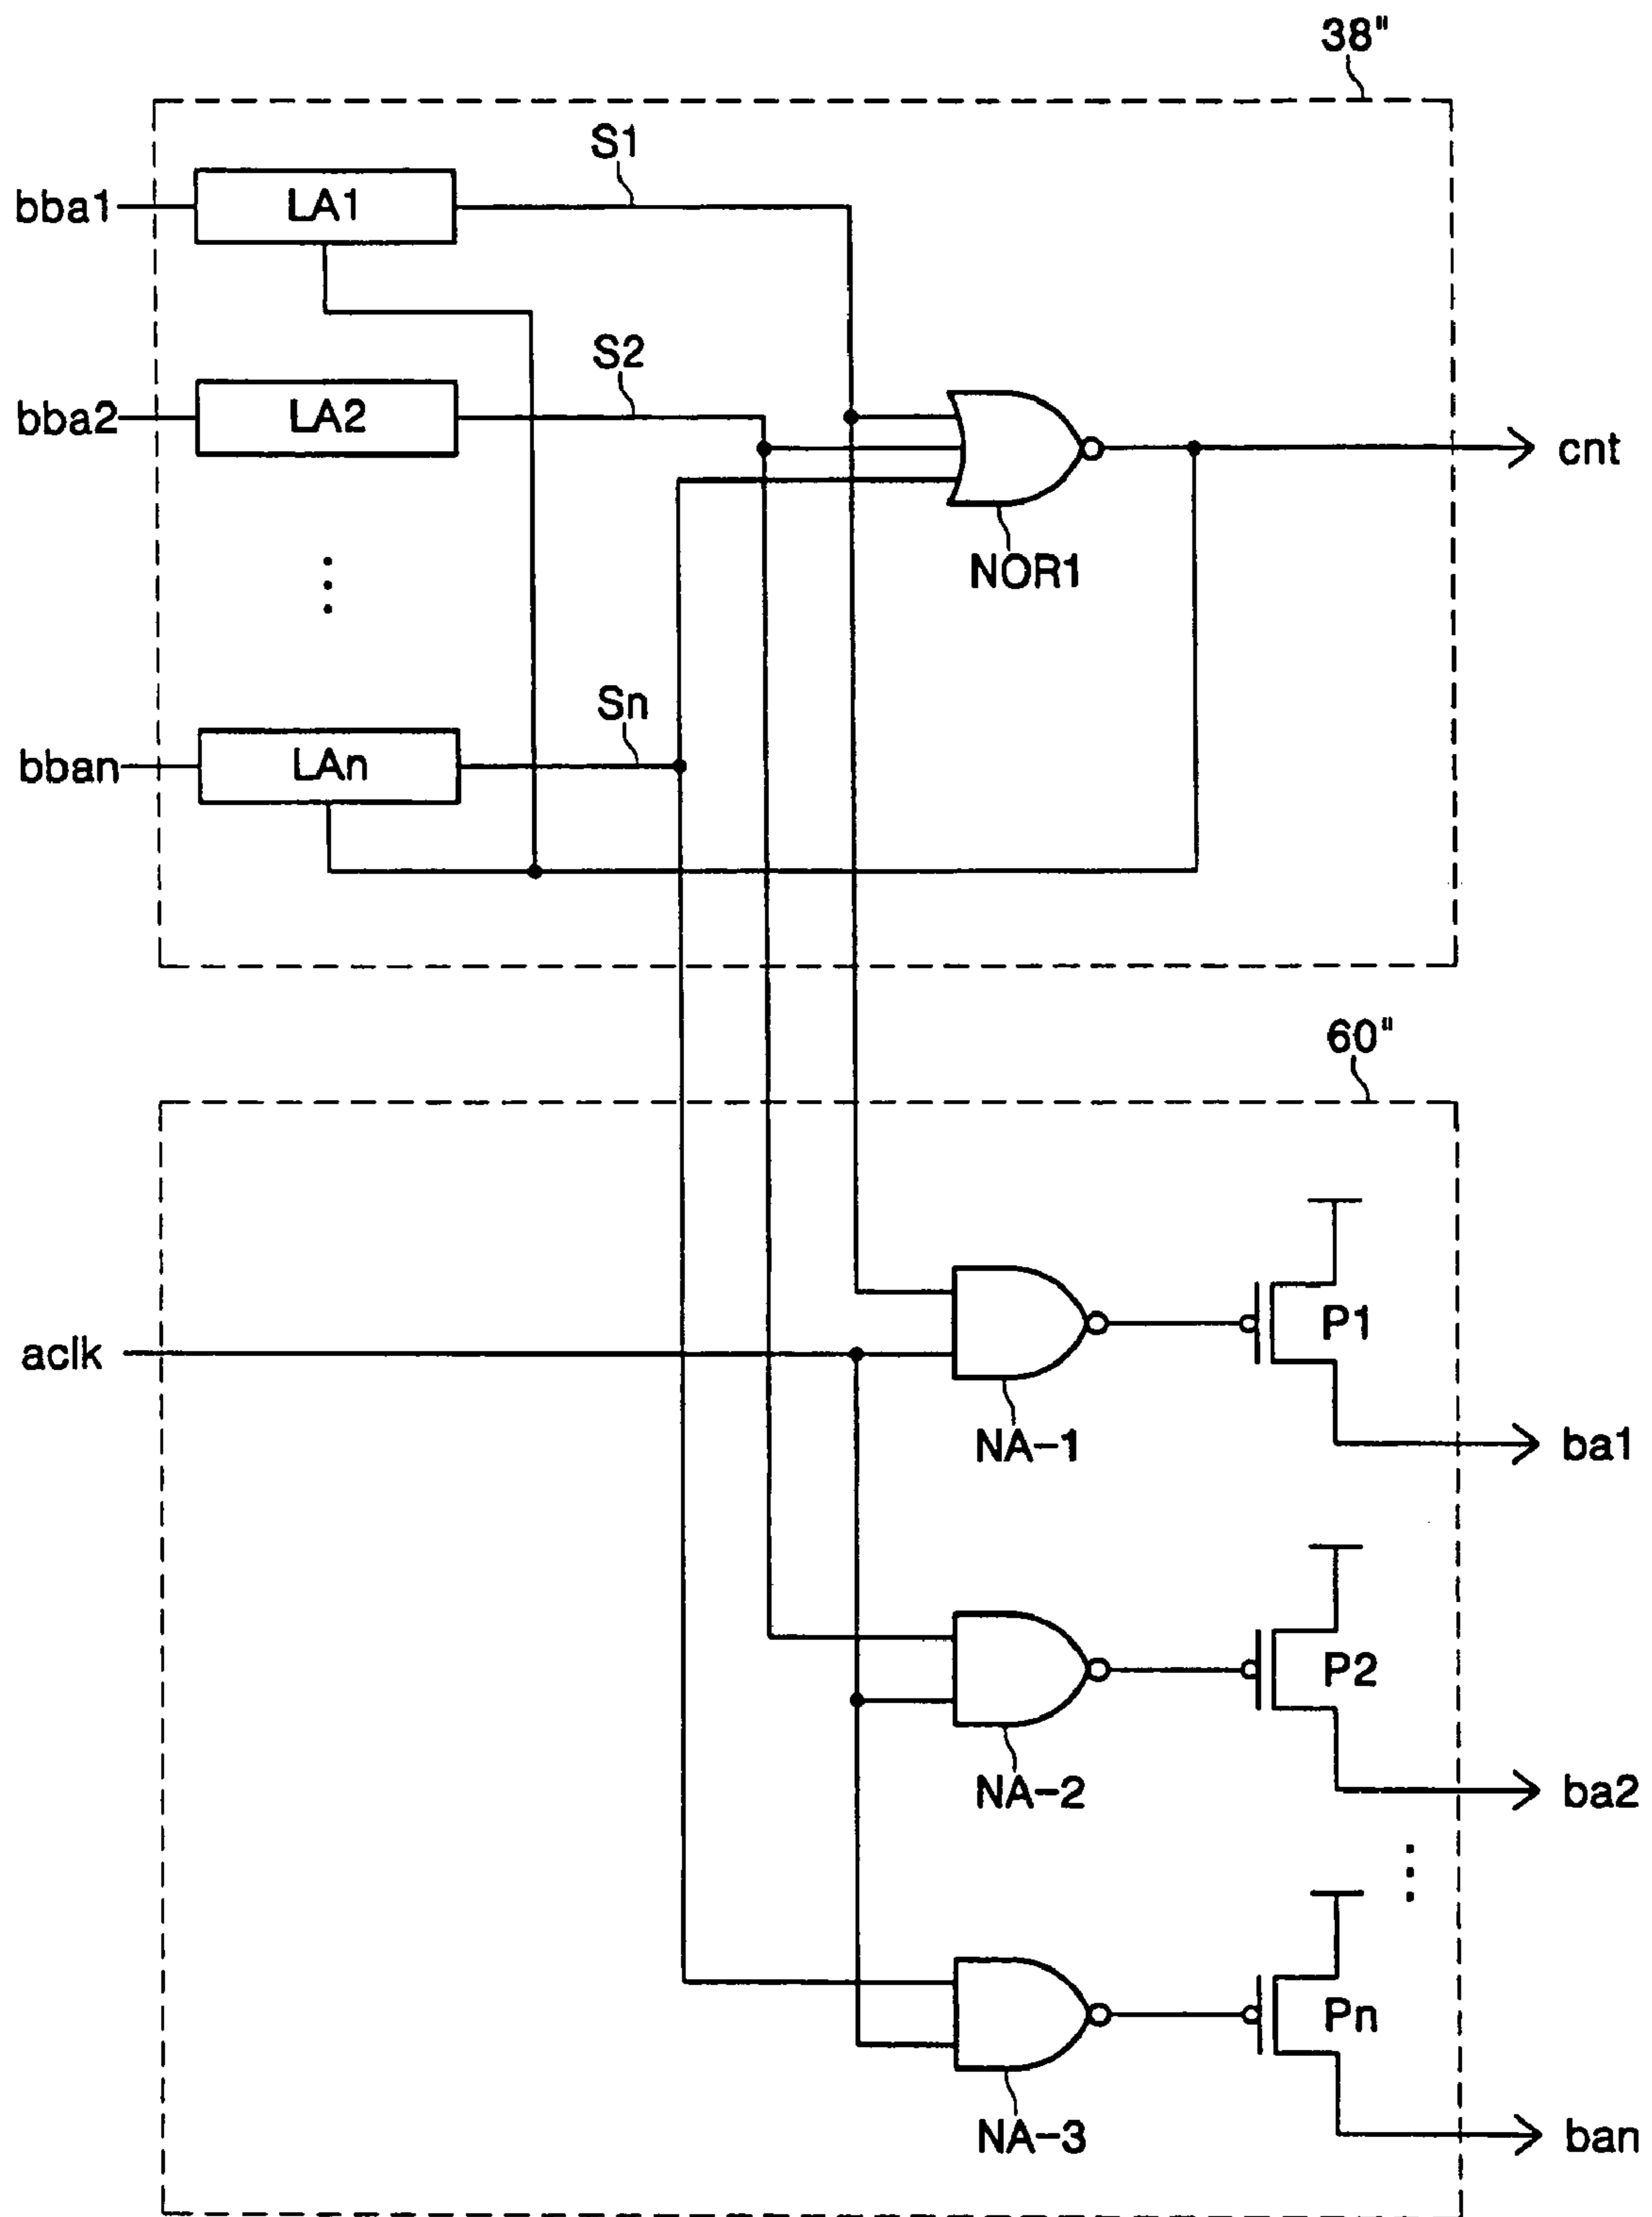 38"
S1
bba1
LA1
S2
bba2
LA2
cnt
NOR1
⋮
Sn
bban
LAn
60"
P1
aclk
NA-1
ba1
P2
NA-2
ba2
⋮
Pn
NA-3
ban